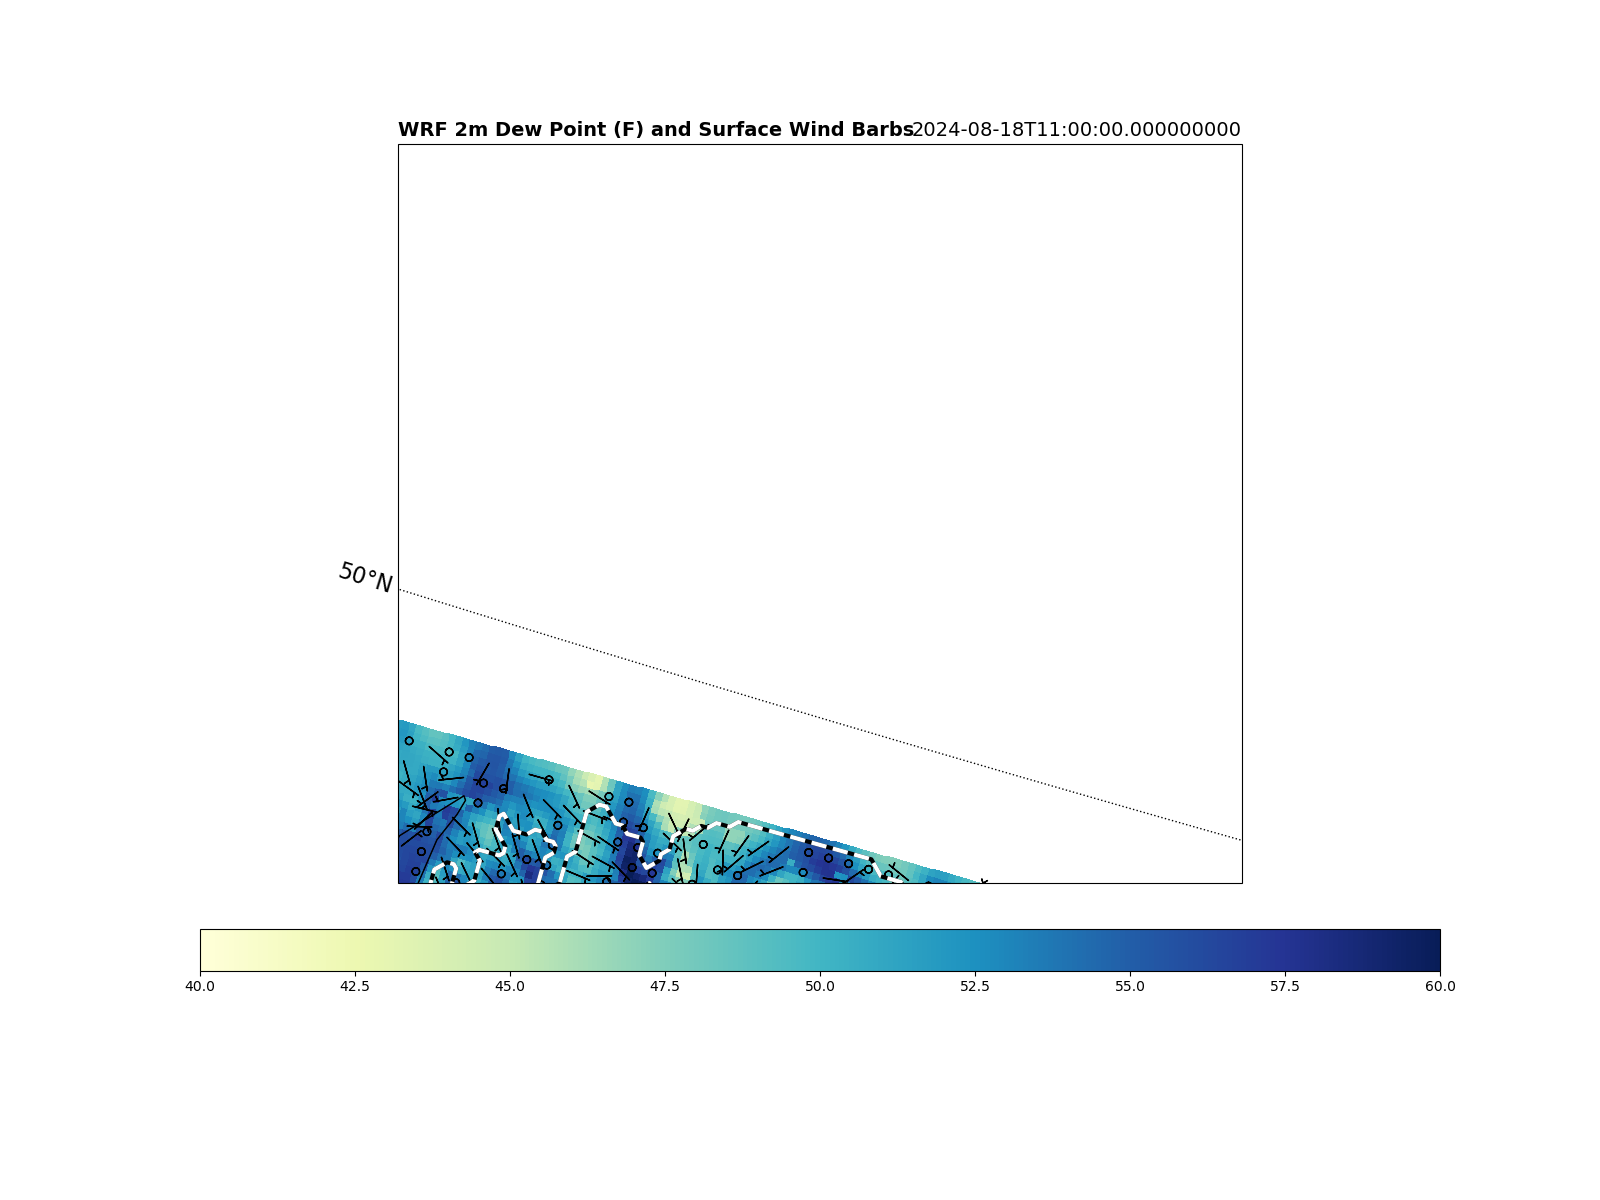 WRF 2m Dew Point (F) and Surface Wind Barbs 2024-08-18T11:00:00.000000000
50°N
40.0 42.5 45.0 47.5 50.0 52.5 55.0 57.5 60.0